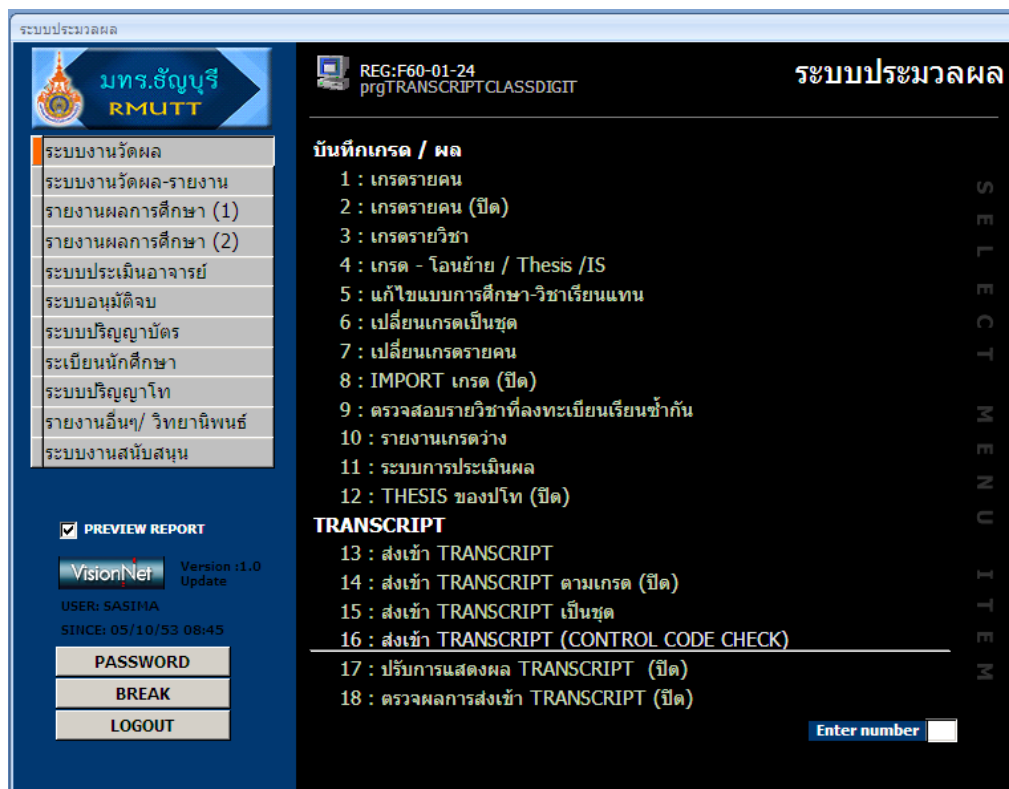 ระบบประมวลผล
มทร.ธัญบุรี
RMUTT
ระบบงานวัดผล
ระบบงานวัดผล-รายงาน
รายงานผลการศึกษา (1)
รายงานผลการศึกษา (2)
ระบบประเมินอาจารย์
ระบบอนุมัติจบ
ระบบปริญญาบัตร
ระเบียนนักศึกษา
ระบบปริญญาโท
รายงานอื่นๆ/ วิทยานิพนธ์
ระบบงานสนับสนุน
PREVIEW REPORT
VisionNet
Version :1.0
Update
USER: SASIMA
SINCE: 05/10/53 08:45
PASSWORD
BREAK
LOGOUT
REG:F60-01-24
prgTRANSCRIPTCLASSDIGIT
ระบบประมวลผล
บันทึกเกรด / ผล
1 : เกรดรายคน
2 : เกรดรายคน (ปิด)
3 : เกรดรายวิชา
4 : เกรด - โอนย้าย / Thesis /IS
5 : แก้ไขแบบการศึกษา-วิชาเรียนแทน
6 : เปลี่ยนเกรดเป็นชุด
7 : เปลี่ยนเกรดรายคน
8 : IMPORT เกรด (ปิด)
9 : ตรวจสอบรายวิชาที่ลงทะเบียนเรียนซ้ำกัน
10 : รายงานเกรดว่าง
11 : ระบบการประเมินผล
12 : THESIS ของปโท (ปิด)
TRANSCRIPT
13 : ส่งเข้า TRANSCRIPT
14 : ส่งเข้า TRANSCRIPT ตามเกรด (ปิด)
15 : ส่งเข้า TRANSCRIPT เป็นชุด
16 : ส่งเข้า TRANSCRIPT (CONTROL CODE CHECK)
17 : ปรับการแสดงผล TRANSCRIPT (ปิด)
18 : ตรวจผลการส่งเข้า TRANSCRIPT (ปิด)
Enter number
SELECT MENU ITEM